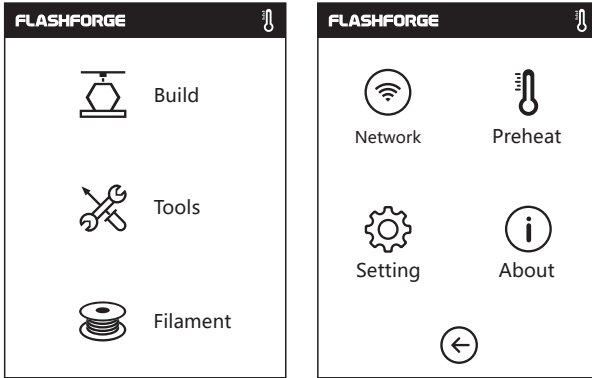 FLASHFORGE
Build
Tools
Filament
FLASHFORGE
Network Preheat
Setting About